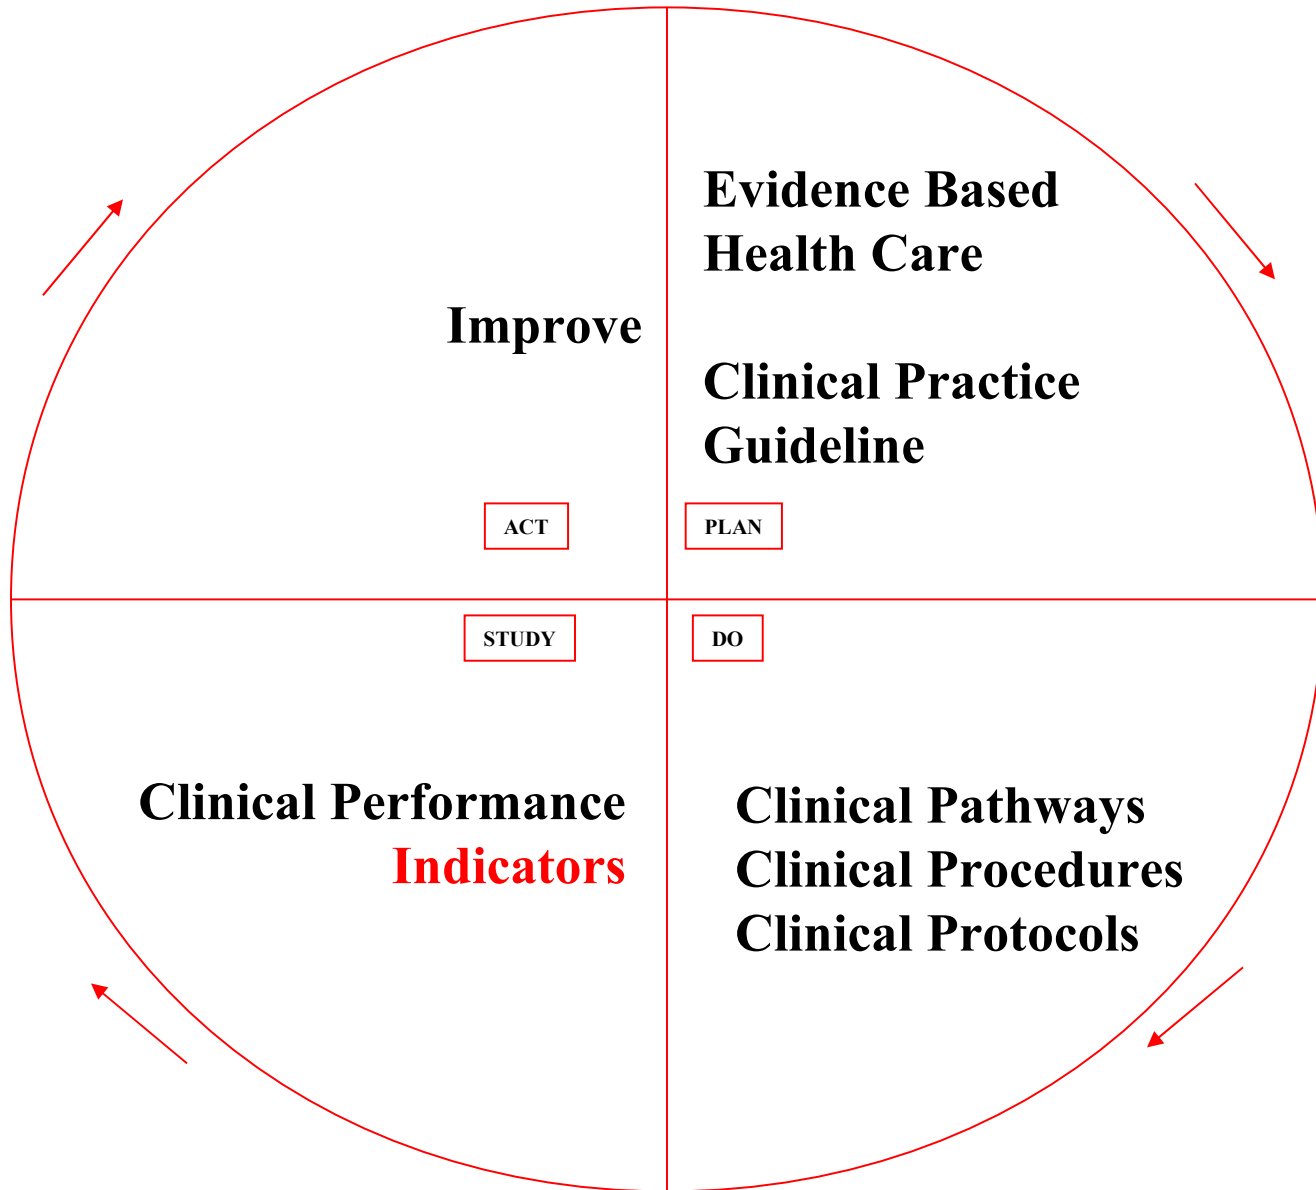 Improve
ACT
Evidence Based
Health Care
Clinical Practice
Guideline
PLAN
STUDY
Clinical Performance
Indicators
DO
Clinical Pathways
Clinical Procedures
Clinical Protocols